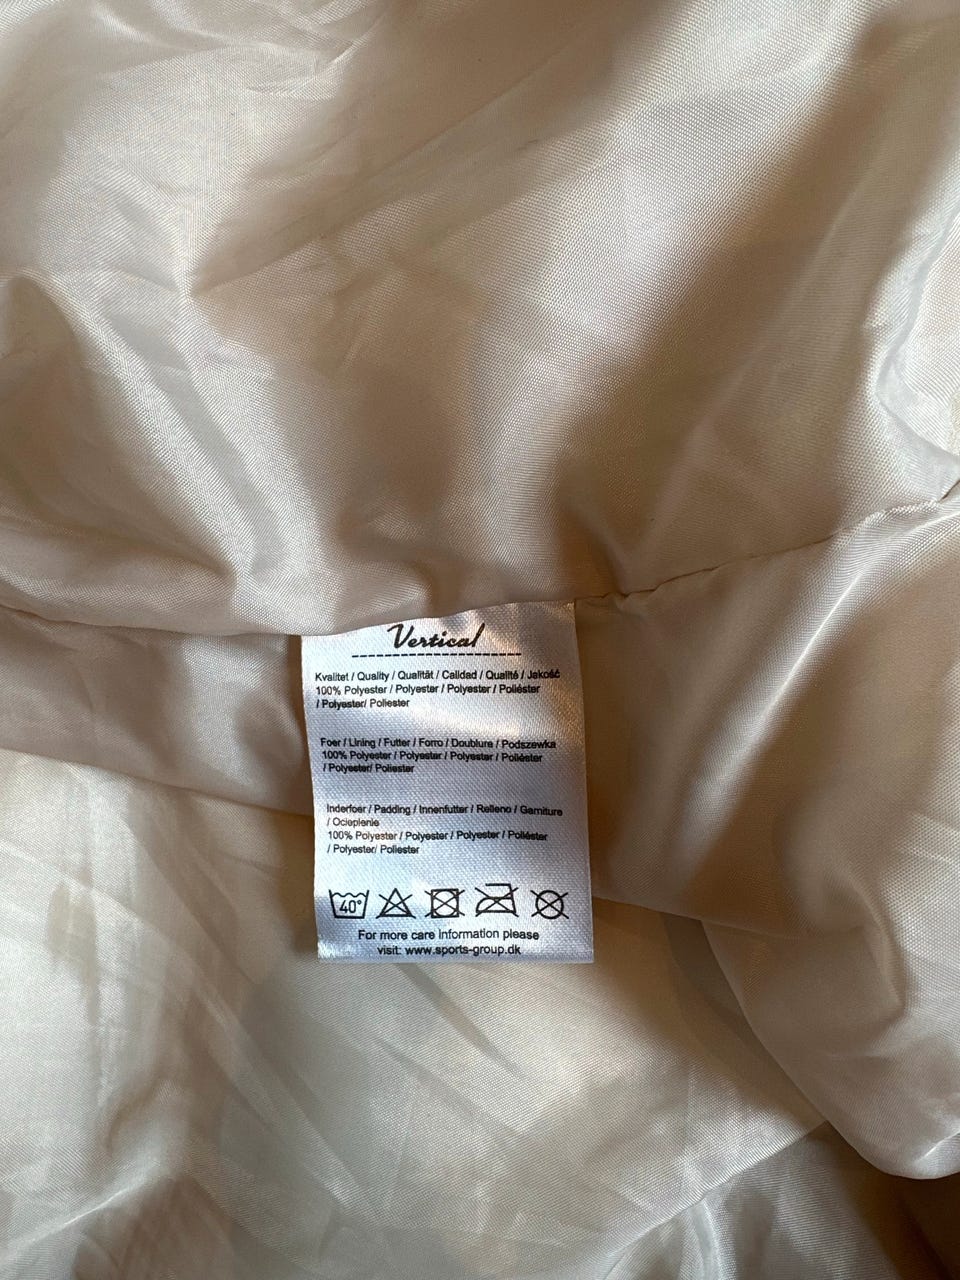 Vertical
Kvalitet / Quality / Qualität / Calidad / Qualité / Jakość
100% Polyester / Polyester / Polyester / Poliéster
/ Polyester/ Poliester
Foer / Lining / Futter / Forro / Doublure / Podszewka
100% Polyester / Polyester / Polyester / Poliéster
/ Polyester/ Poliester
Inderfoer / Padding / Innenfutter / Relleno / Garniture
/ Ocieplenie
100% Polyester / Polyester / Polyester / Poliéster
/ Polyester/ Poliester
40°
For more care information please
visit: www.sports-group.dk